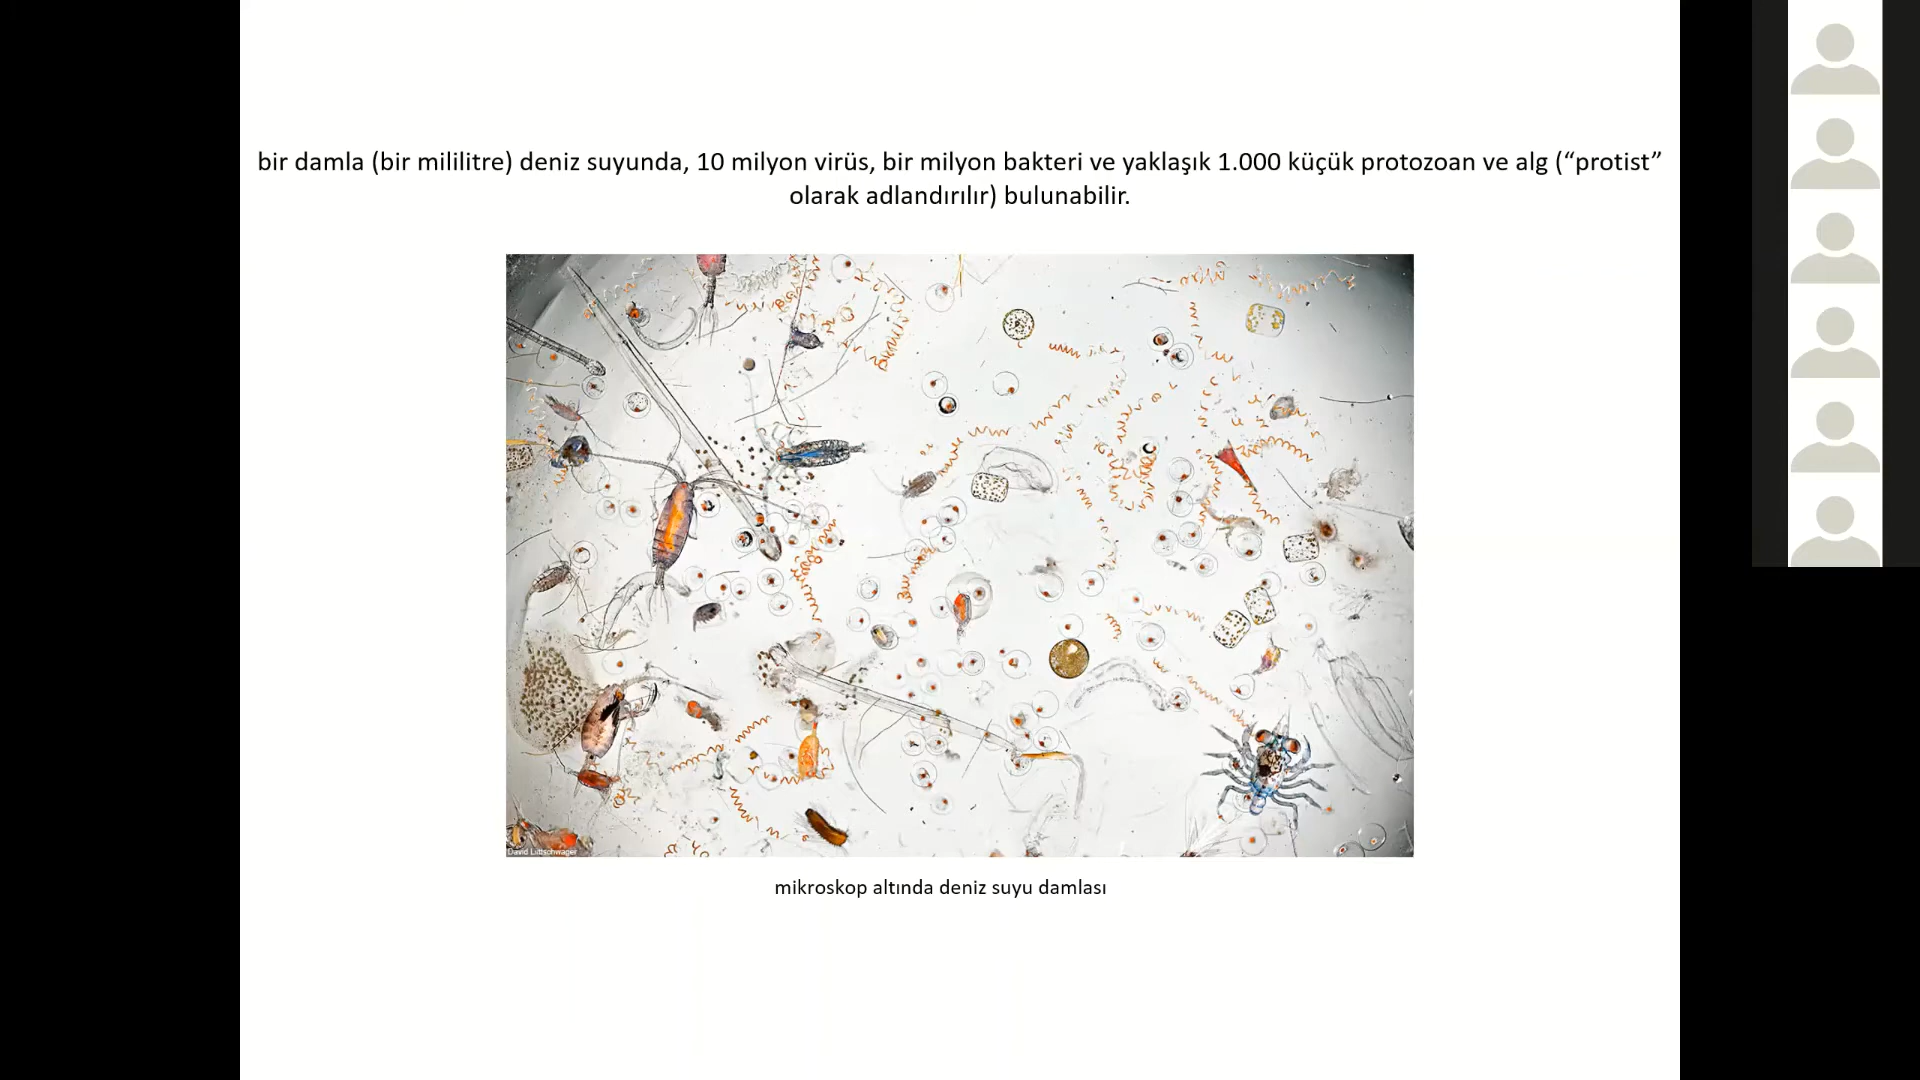 bir damla (bir mililitre) deniz suyunda, 10 milyon virüs, bir milyon bakteri ve yaklaşık 1.000 küçük protozoan ve alg (“protist”
olarak adlandırılır) bulunabilir.
David Liittschwager
mikroskop altında deniz suyu damlası